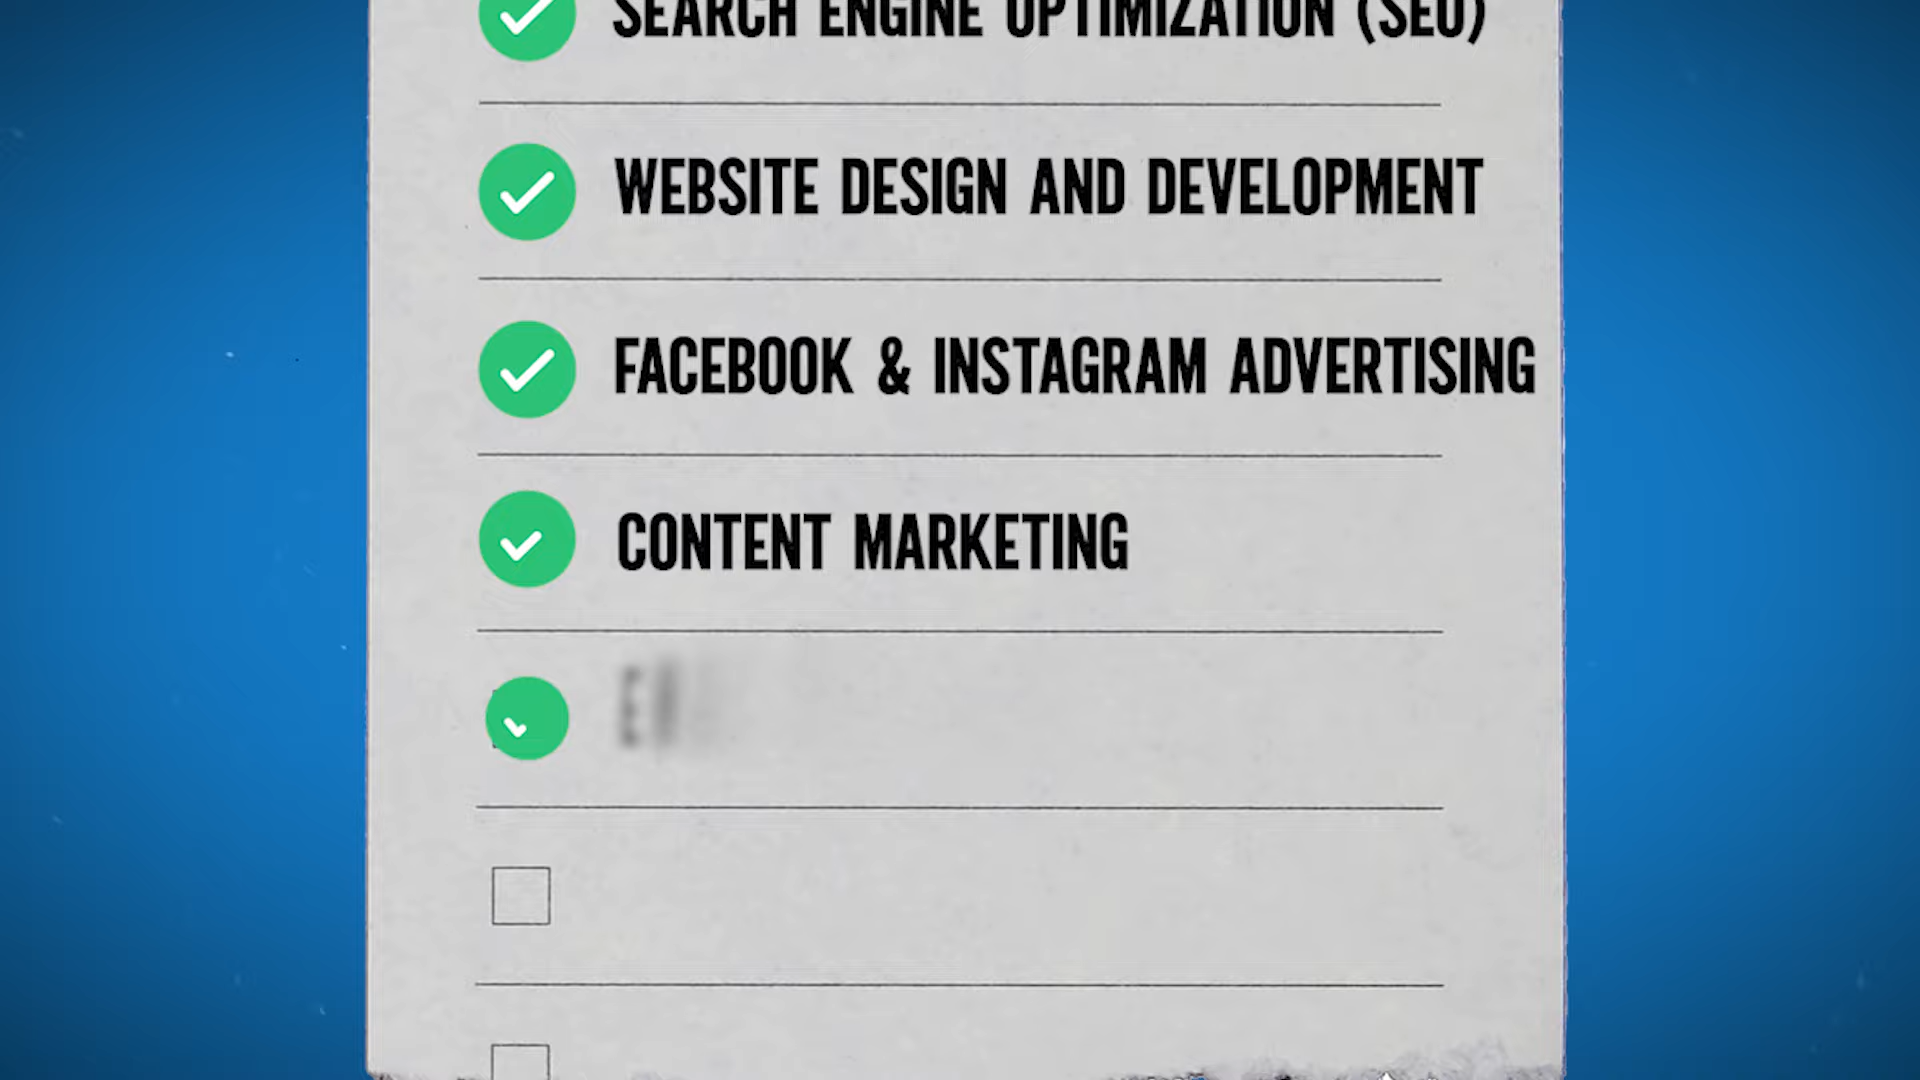 SEARCH ENGINE OPTIMIZATION (SEO)
WEBSITE DESIGN AND DEVELOPMENT
FACEBOOK & INSTAGRAM ADVERTISING
CONTENT MARKETING